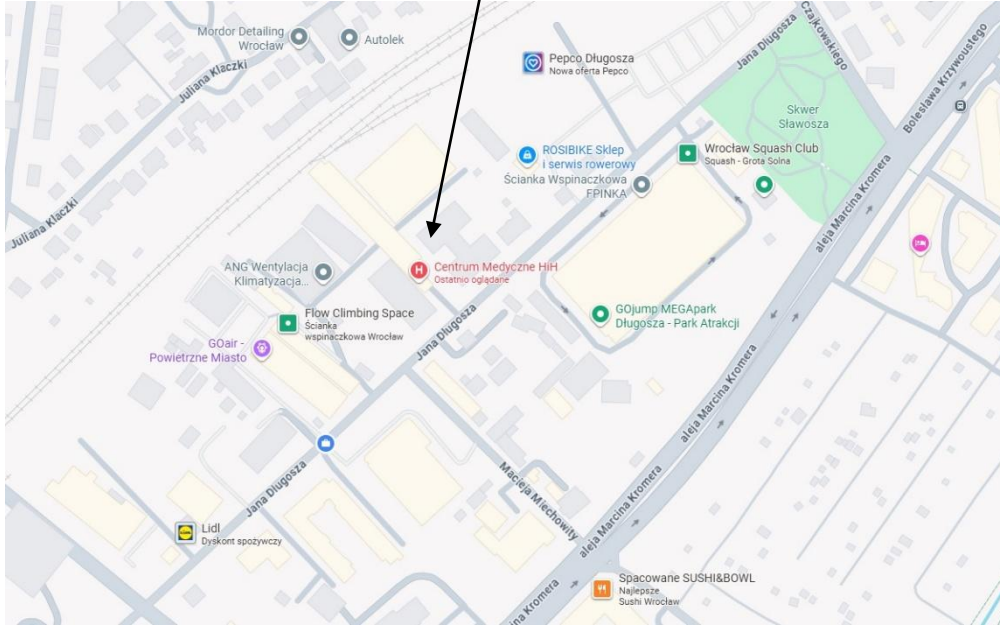 Mordor Detailing
Wrocław
Autolek
Juliana Klaczki
Pepco Długosza
Nowa oferta Pepco
Jana Długosza
Czajkowskiego
Bolesława Krzywoustego
Skwer
Sławosza
ROSIBIKE Sklep
i serwis rowerowy
Wrocław Squash Club
Squash - Grota Solna
Ścianka Wspinaczkowa
FPINKA
aleja Marcina Kromera
Juliana Klaczki
ANG Wentylacja
Klimatyzacja...
H
Centrum Medyczne HiH
Ostatnio oglądane
Flow Climbing Space
Ścianka
wspinaczkowa Wrocław
GOair -
Powietrzne Miasto
Jana Długosza
GOjump MEGApark
Długosza - Park Atrakcji
aleja Marcina Kromera
Jana Długosza
Macieja Miechowity
aleja Marcina Kromera
Lidl
Dyskont spożywczy
Spacowane SUSHI&BOWL
Najlepsze
Sushi Wrocław
na Kromera